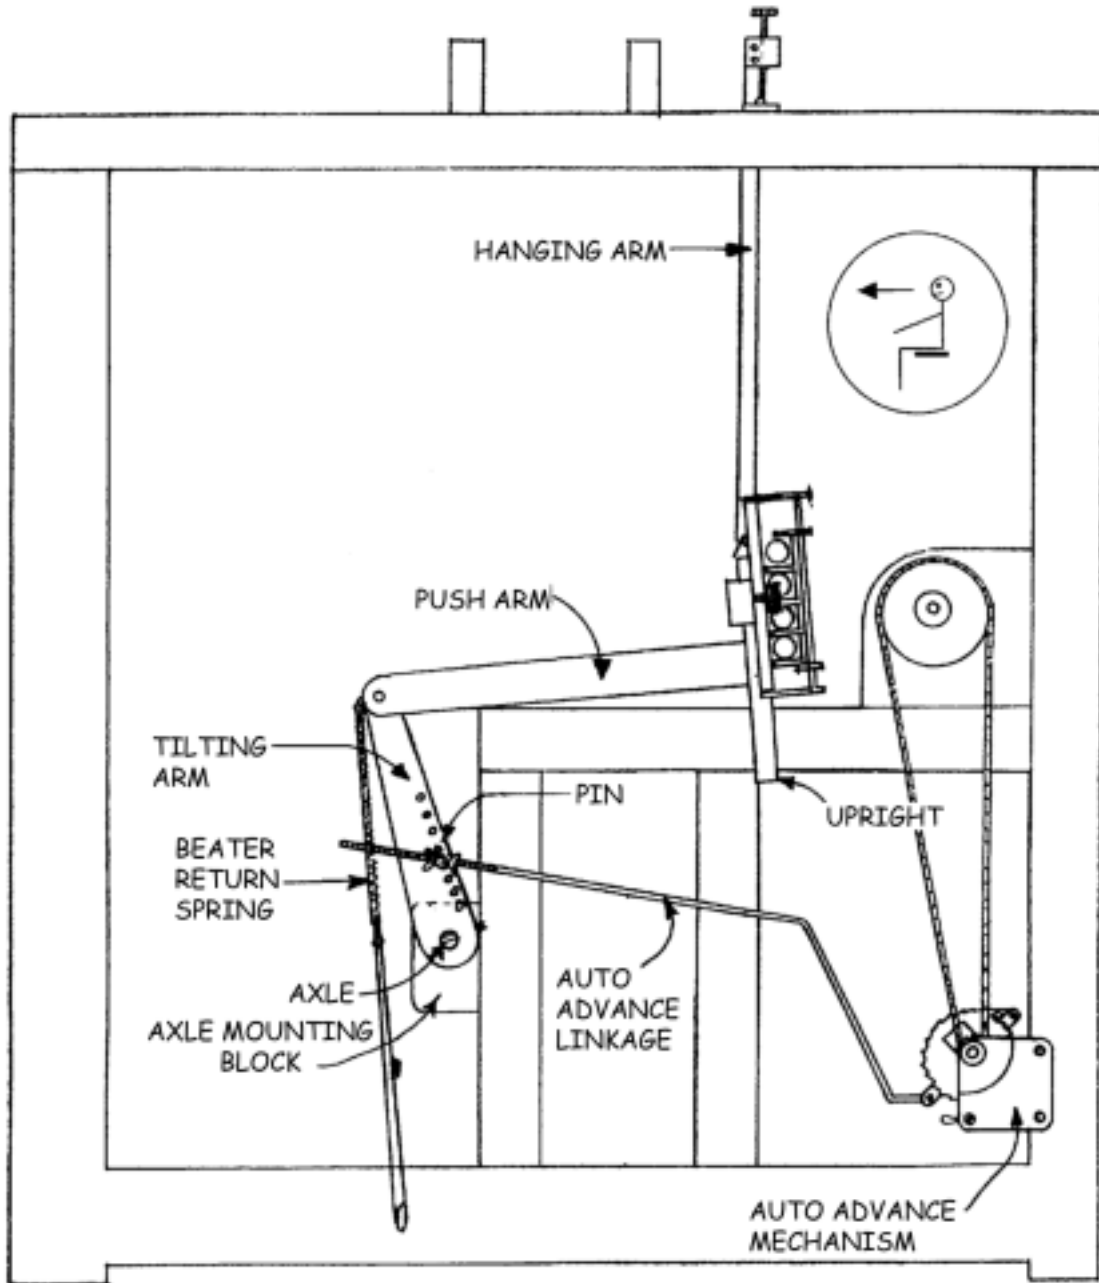 HANGING ARM
PUSH ARM
TILTING
ARM
PIN
UPRIGHT
BEATER
RETURN
SPRING
AXLE
AUTO
ADVANCE
LINKAGE
AXLE MOUNTING
BLOCK
AUTO ADVANCE
MECHANISM